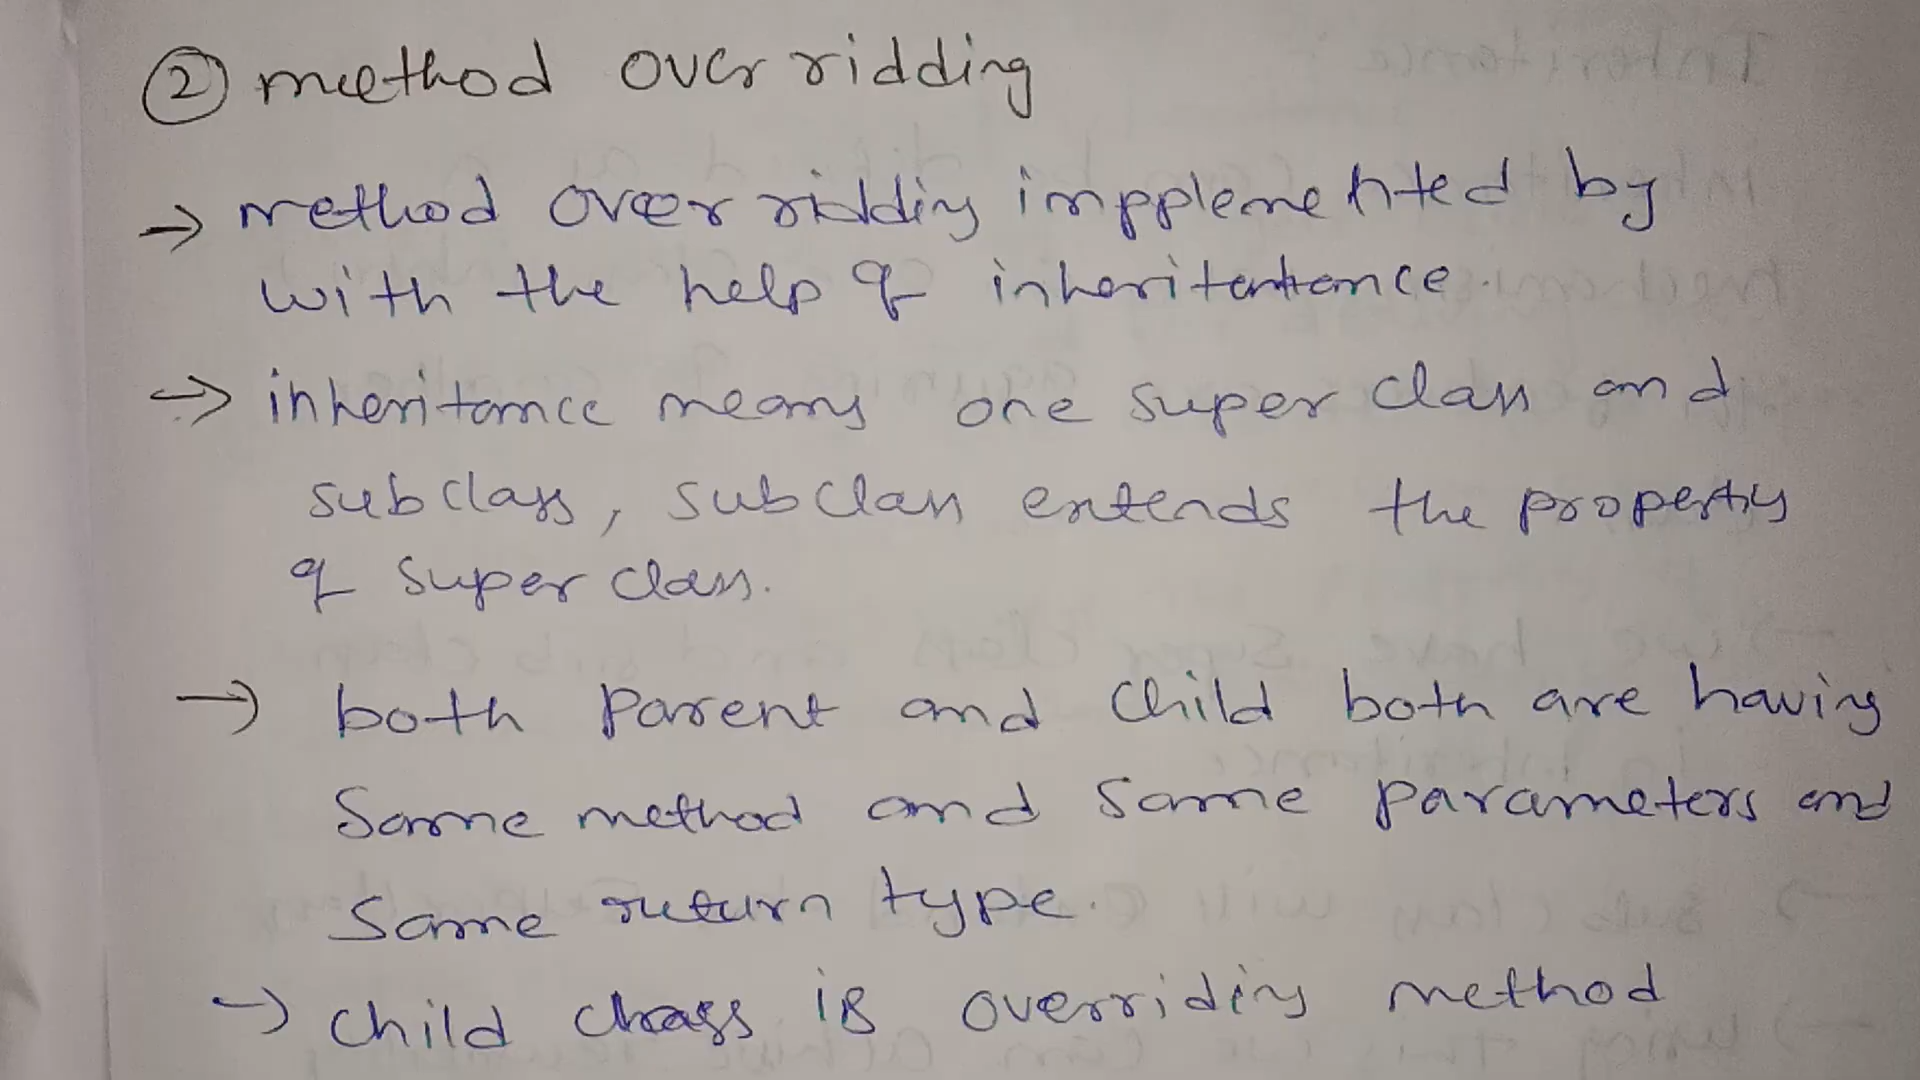 ② method over ridding
→ method over ridding impplemented by
with the help of inheritentance.
→ inheritance means one super class and
subclass, subclass extends the property
of super class.
→ both parent and child both are having
Same method and same parameters and
Same return type.
→ child class is overriding method